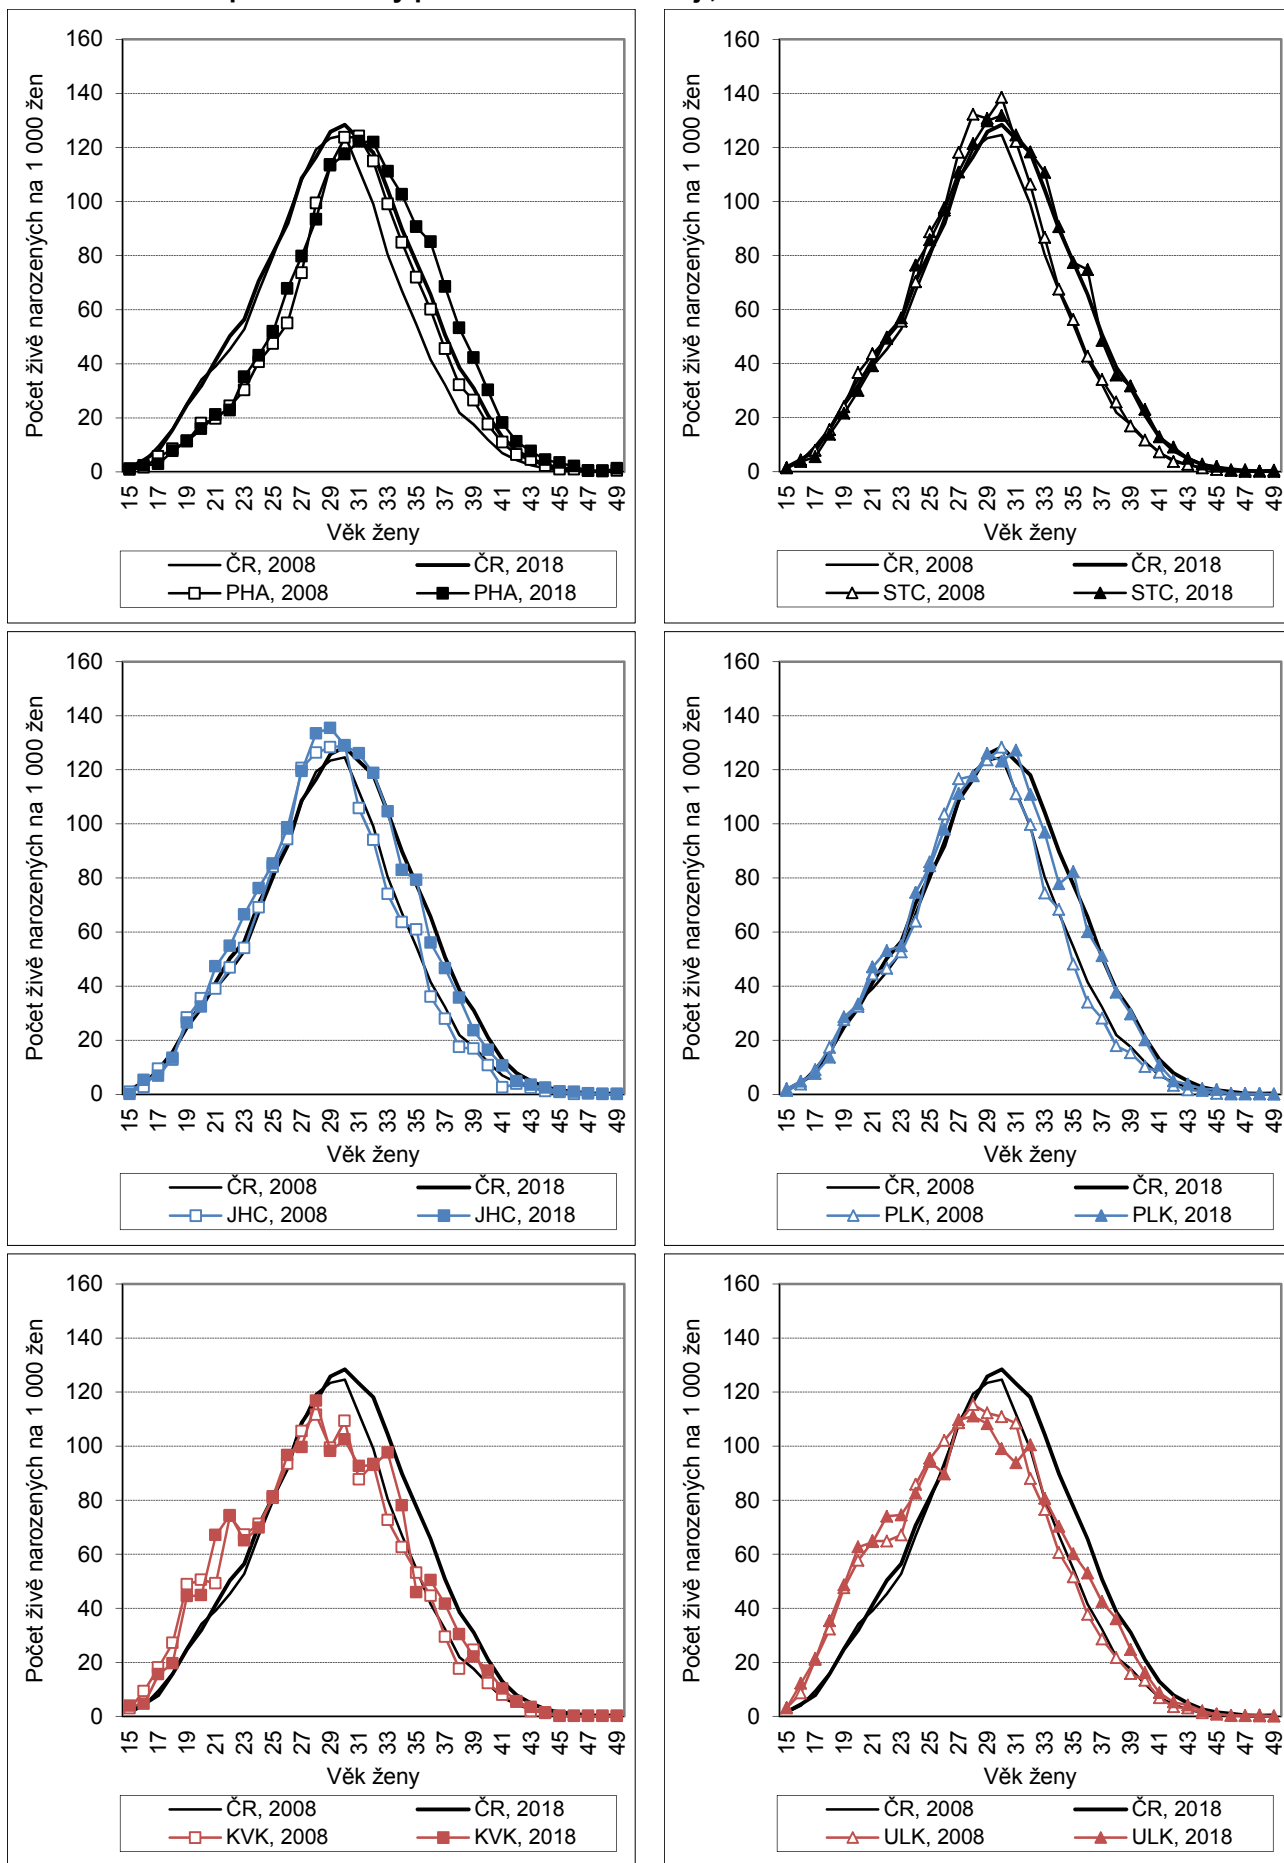 Počet živě narozených na 1 000 žen
160
140
120
100
80
60
40
20
0
15 17 19 21 23 25 27 29 31 33 35 37 39 41 43 45 47 49
Věk ženy
ČR, 2008 ČR, 2018
PHA, 2008 PHA, 2018
Počet živě narozených na 1 000 žen
160
140
120
100
80
60
40
20
0
15 17 19 21 23 25 27 29 31 33 35 37 39 41 43 45 47 49
Věk ženy
ČR, 2008 ČR, 2018
STC, 2008 STC, 2018
Počet živě narozených na 1 000 žen
160
140
120
100
80
60
40
20
0
15 17 19 21 23 25 27 29 31 33 35 37 39 41 43 45 47 49
Věk ženy
ČR, 2008 ČR, 2018
JHC, 2008 JHC, 2018
Počet živě narozených na 1 000 žen
160
140
120
100
80
60
40
20
0
15 17 19 21 23 25 27 29 31 33 35 37 39 41 43 45 47 49
Věk ženy
ČR, 2008 ČR, 2018
PLK, 2008 PLK, 2018
Počet živě narozených na 1 000 žen
160
140
120
100
80
60
40
20
0
15 17 19 21 23 25 27 29 31 33 35 37 39 41 43 45 47 49
Věk ženy
ČR, 2008 ČR, 2018
KVK, 2008 KVK, 2018
Počet živě narozených na 1 000 žen
160
140
120
100
80
60
40
20
0
15 17 19 21 23 25 27 29 31 33 35 37 39 41 43 45 47 49
Věk ženy
ČR, 2008 ČR, 2018
ULK, 2008 ULK, 2018